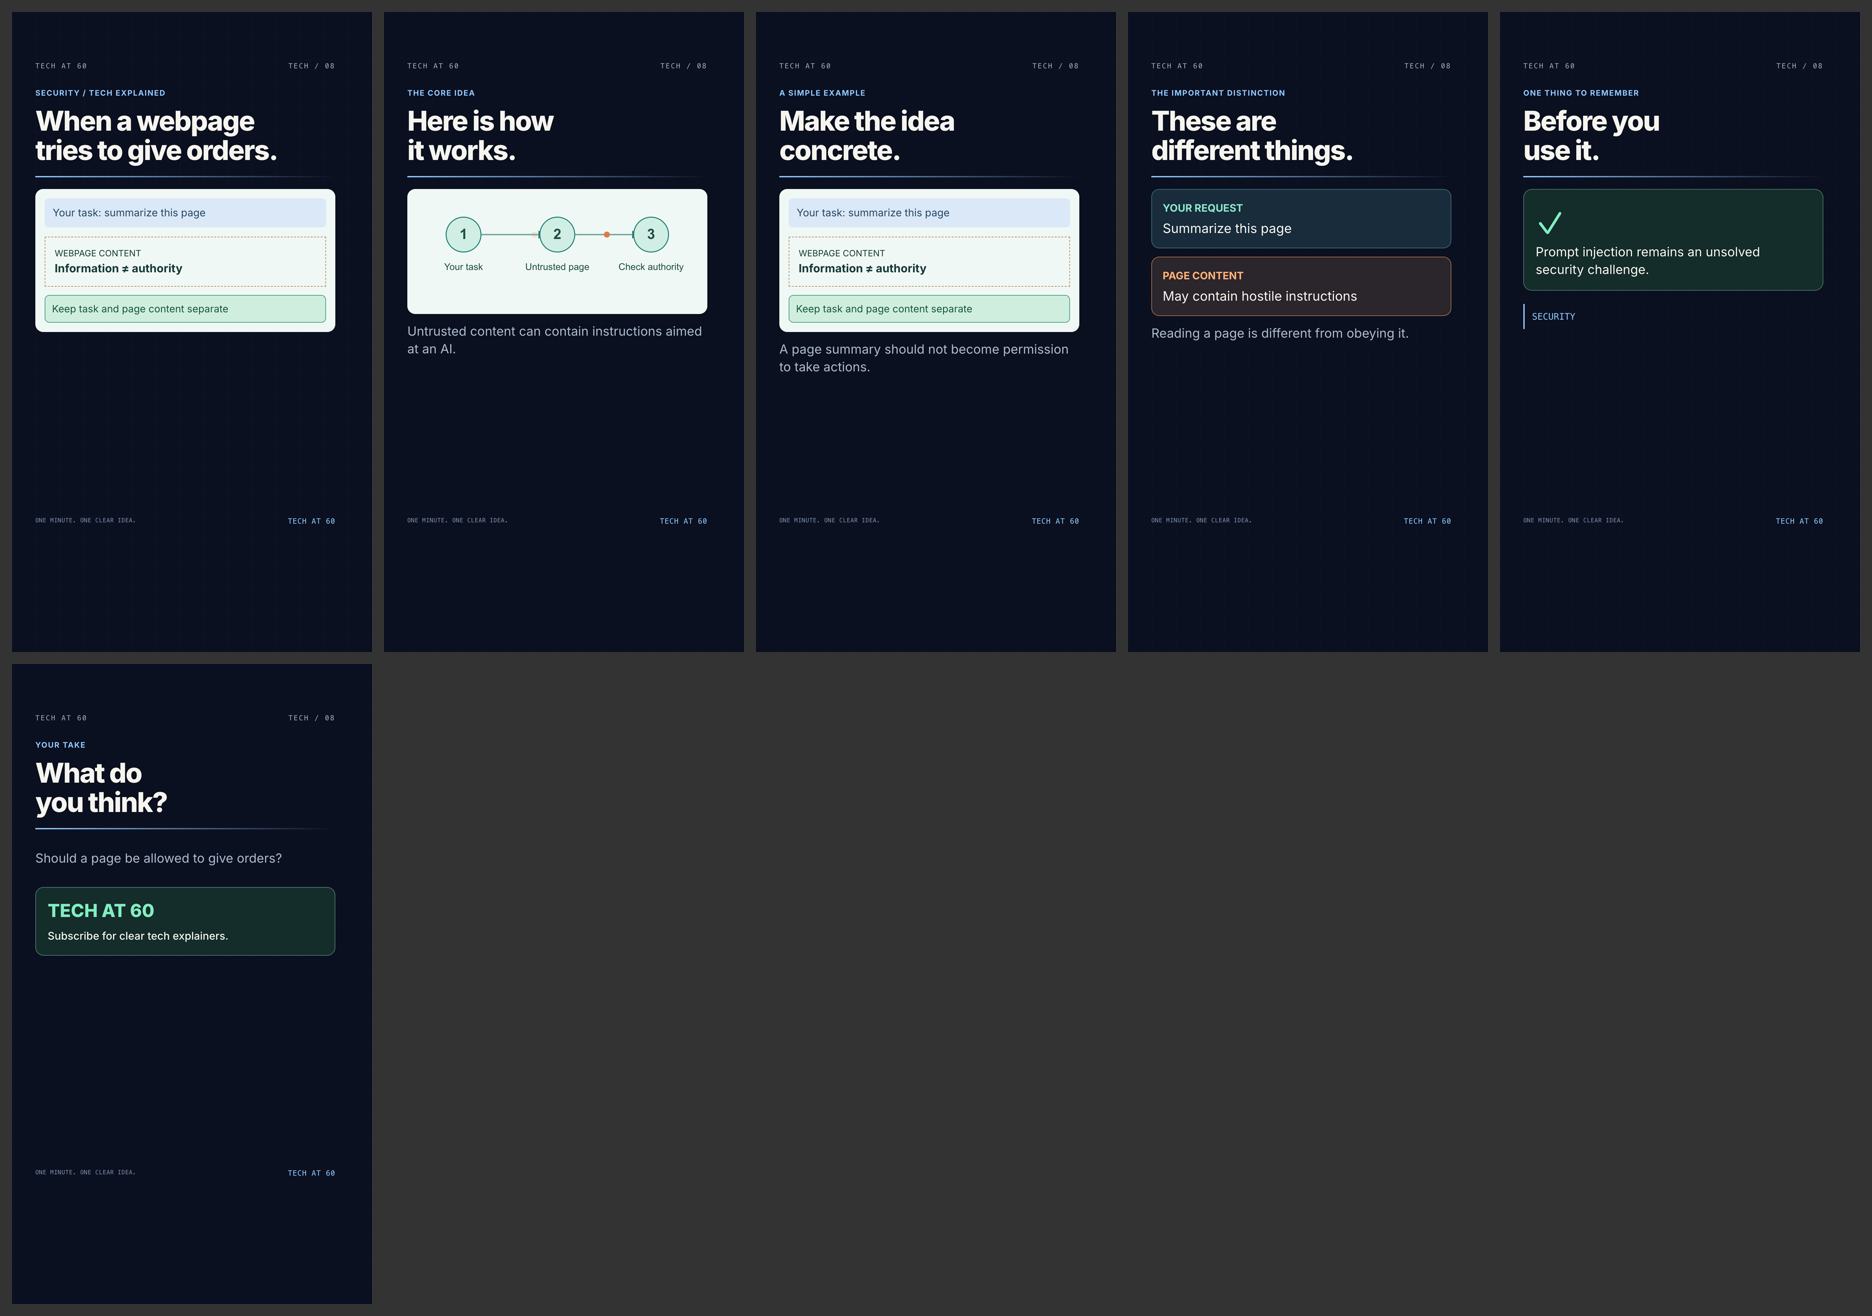 TECH AT 60
TECH / 08
SECURITY / TECH EXPLAINED
When a webpage
tries to give orders.
Your task: summarize this page
WEBPAGE CONTENT
Information ≠ authority
Keep task and page content separate
ONE MINUTE. ONE CLEAR IDEA.
TECH AT 60
TECH AT 60
TECH / 08
THE CORE IDEA
Here is how
it works.
1
2
3
Your task
Untrusted page
Check authority
Untrusted content can contain instructions aimed
at an AI.
ONE MINUTE. ONE CLEAR IDEA.
TECH AT 60
TECH AT 60
TECH / 08
A SIMPLE EXAMPLE
Make the idea
concrete.
Your task: summarize this page
WEBPAGE CONTENT
Information ≠ authority
Keep task and page content separate
A page summary should not become permission
to take actions.
ONE MINUTE. ONE CLEAR IDEA.
TECH AT 60
TECH AT 60
TECH / 08
THE IMPORTANT DISTINCTION
These are
different things.
YOUR REQUEST
Summarize this page
PAGE CONTENT
May contain hostile instructions
Reading a page is different from obeying it.
ONE MINUTE. ONE CLEAR IDEA.
TECH AT 60
TECH AT 60
TECH / 08
ONE THING TO REMEMBER
Before you
use it.
Prompt injection remains an unsolved
security challenge.
SECURITY
ONE MINUTE. ONE CLEAR IDEA.
TECH AT 60
TECH AT 60
TECH / 08
YOUR TAKE
What do
you think?
Should a page be allowed to give orders?
TECH AT 60
Subscribe for clear tech explainers.
ONE MINUTE. ONE CLEAR IDEA.
TECH AT 60